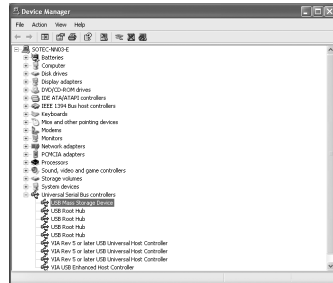 Device Manager
File Action View Help
SOTEC-NN03-E
Batteries
Computer
Disk drives
Display adapters
DVD/CD-ROM drives
IDE ATA/ATAPI controllers
IEEE 1394 Bus host controllers
Keyboards
Mice and other pointing devices
Modems
Monitors
Network adapters
PCMCIA adapters
Processors
Sound, video and game controllers
Storage volumes
System devices
Universal Serial Bus controllers
USB Mass Storage Device
USB Root Hub
USB Root Hub
USB Root Hub
USB Root Hub
VIA Rev 5 or later USB Universal Host Controller
VIA Rev 5 or later USB Universal Host Controller
VIA Rev 5 or later USB Universal Host Controller
VIA USB Enhanced Host Controller